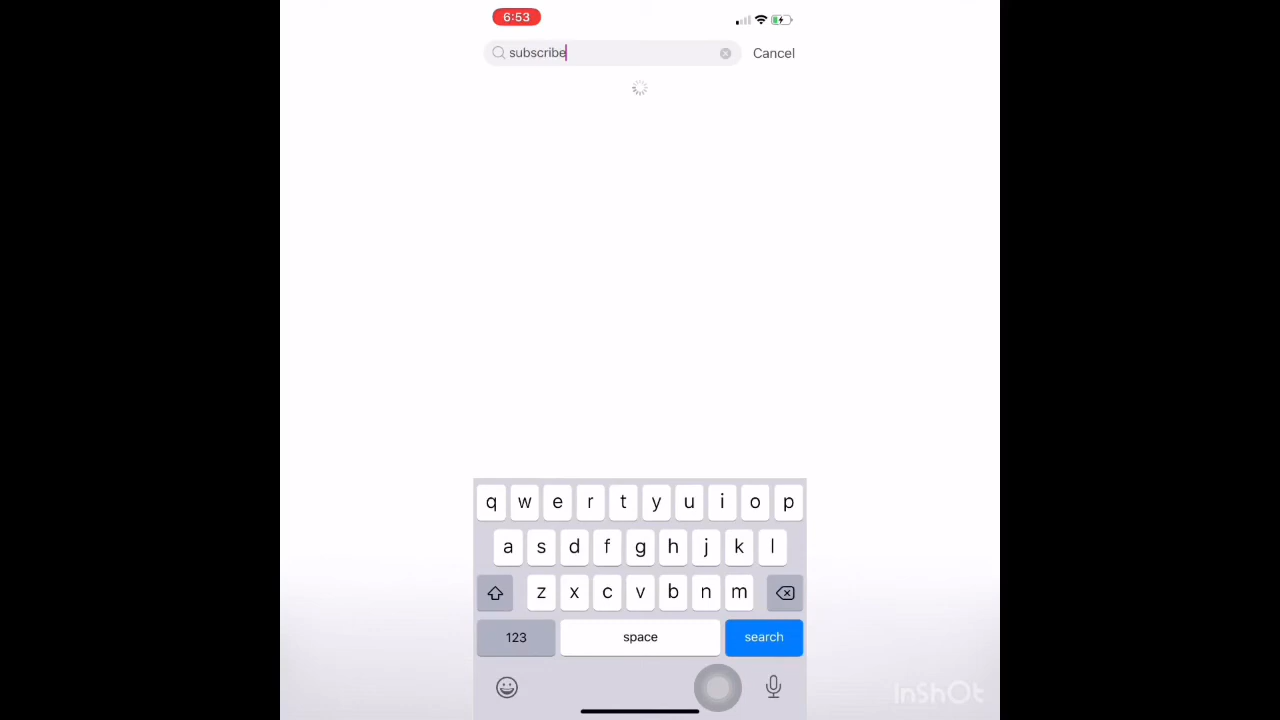 6:53
subscribe
Cancel
q w e r t y u i o p
a s d f g h j k l
z x c v b n m
123 space search
InShOt